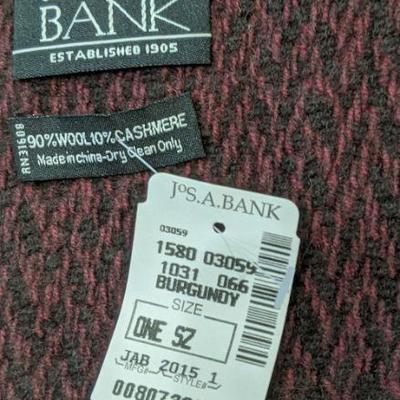 BANK
ESTABLISHED 1905
RN31608
90%WOOL10%CASHMERE
Made in china-Dry Clean Only
JOS.A.BANK
03059
1580 03059
1031 066
BURGUNDY
SIZE
ONE SZ
JAB 2015 1
MFG# STYLE#